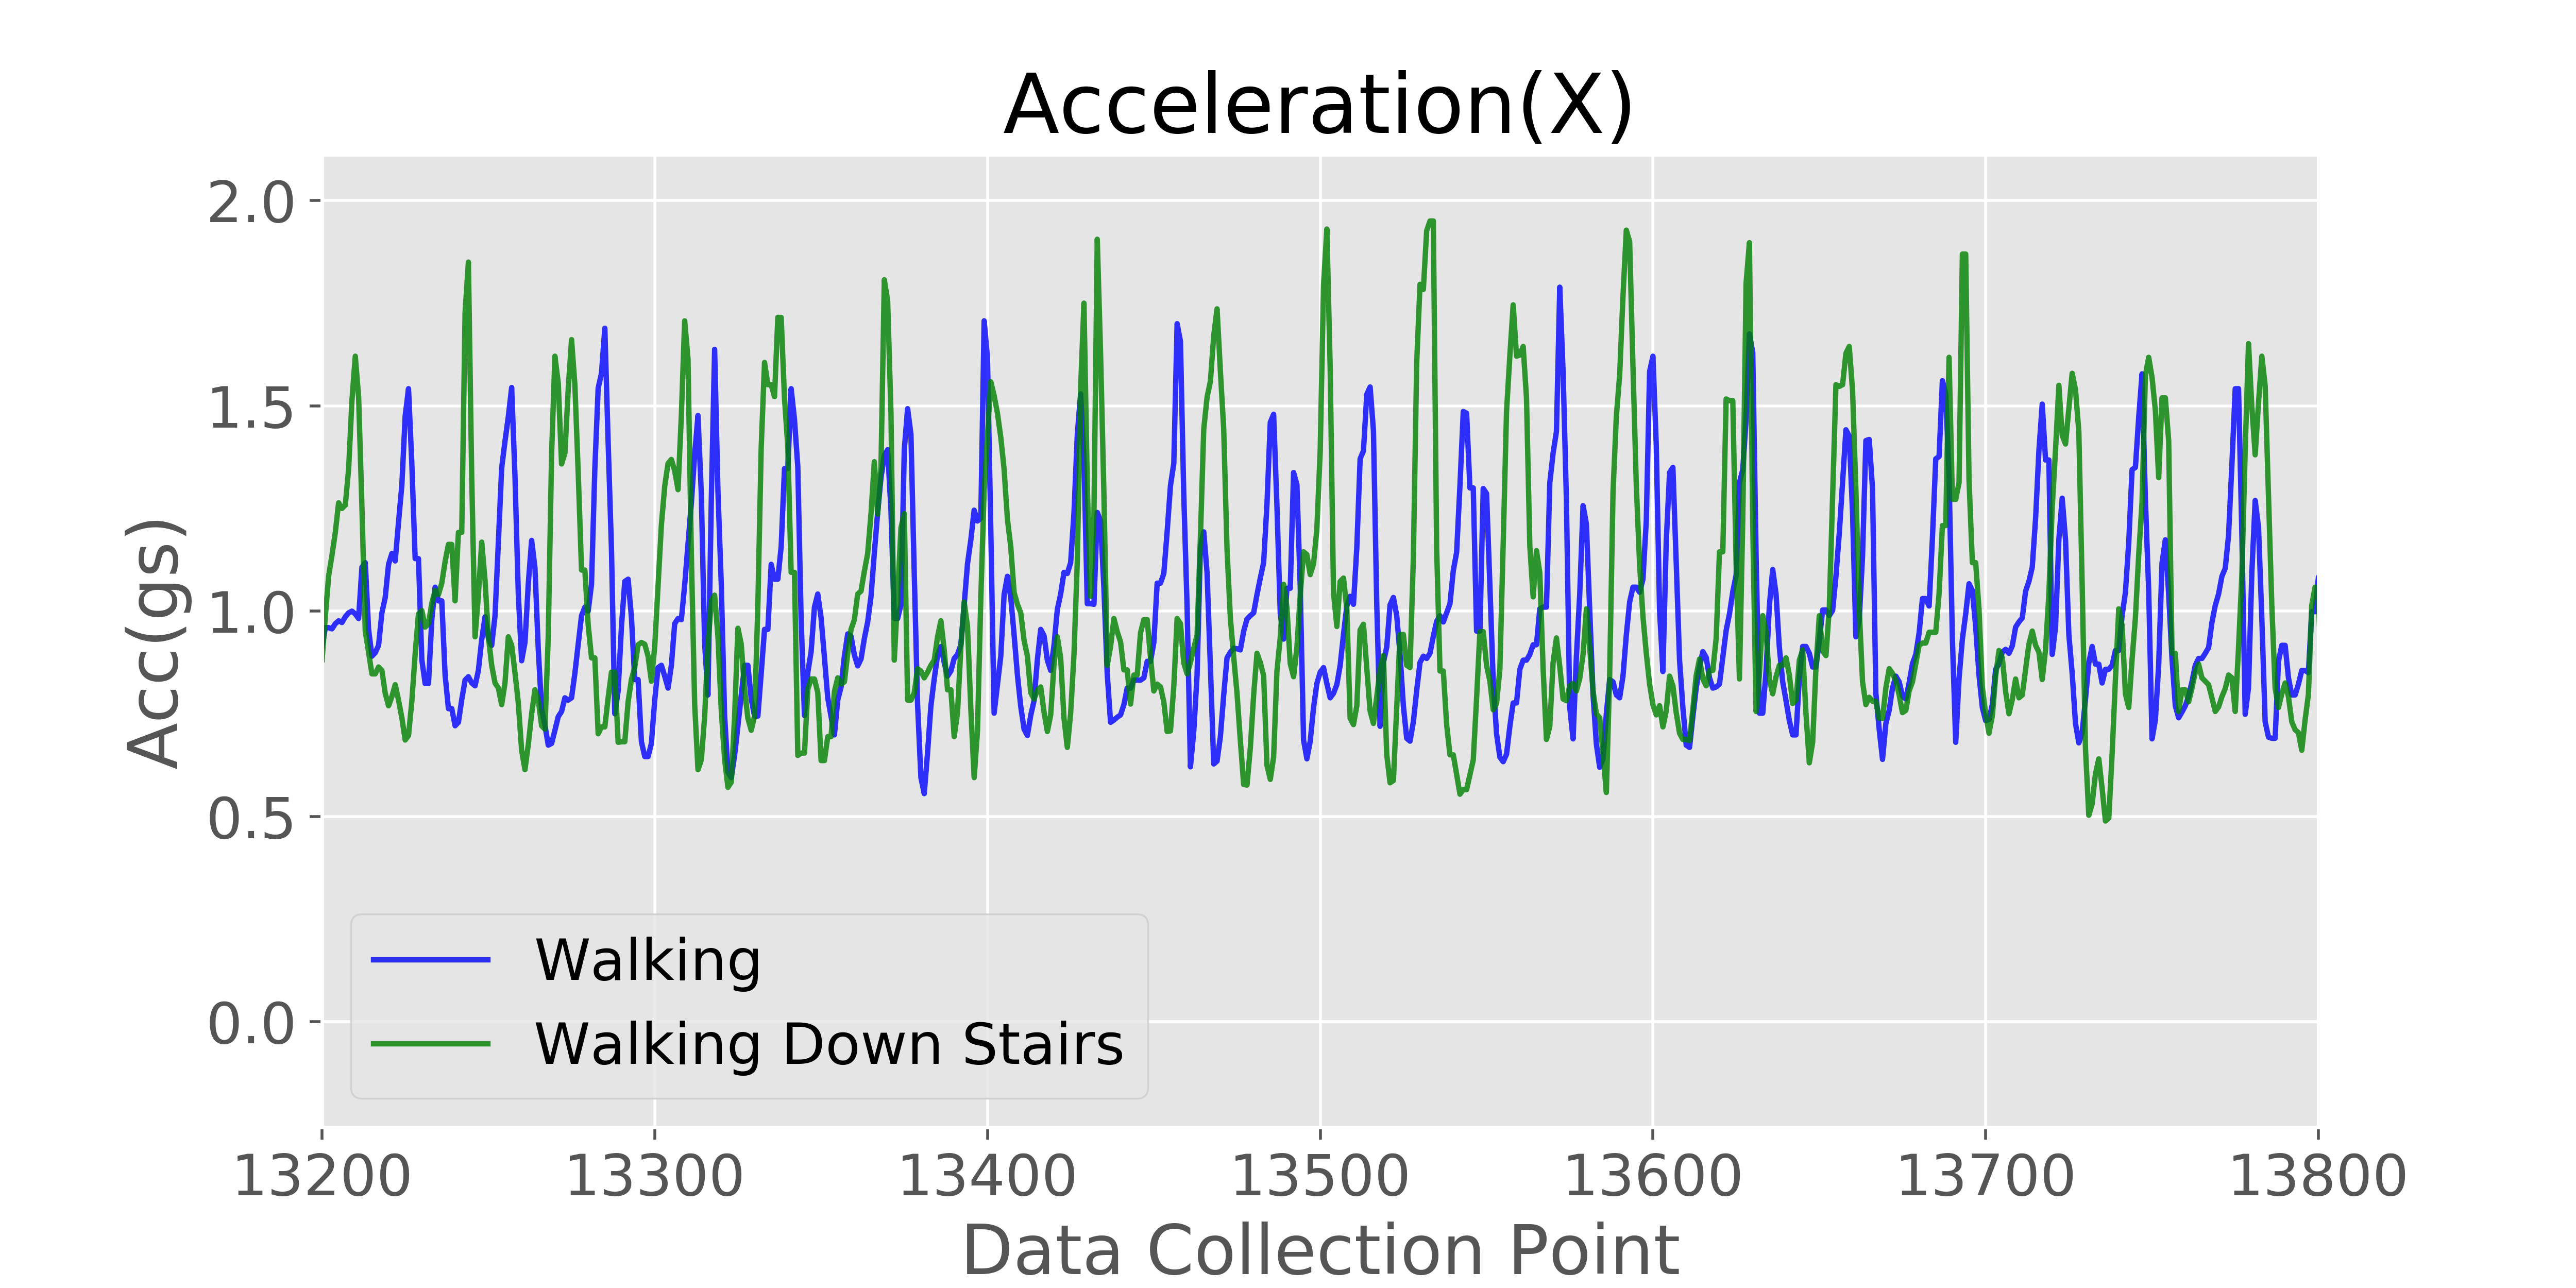 Acceleration(X)
2.0
1.5
1.0
0.5
0.0
Acc(gs)
Walking
Walking Down Stairs
13200 13300 13400 13500 13600 13700 13800
Data Collection Point